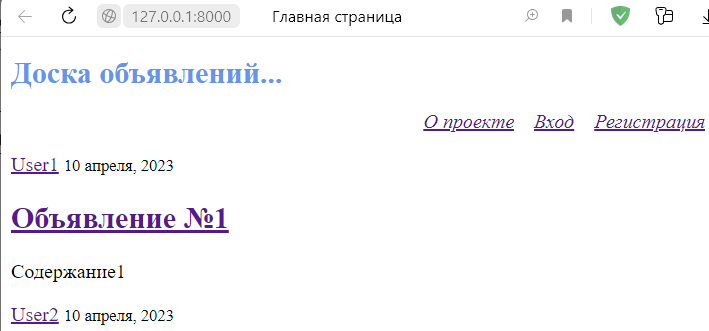 127.0.0.1:8000 Главная страница
Доска объявлений...
О проекте Вход Регистрация
User1 10 апреля, 2023
Объявление №1
Содержание1
User2 10 апреля, 2023